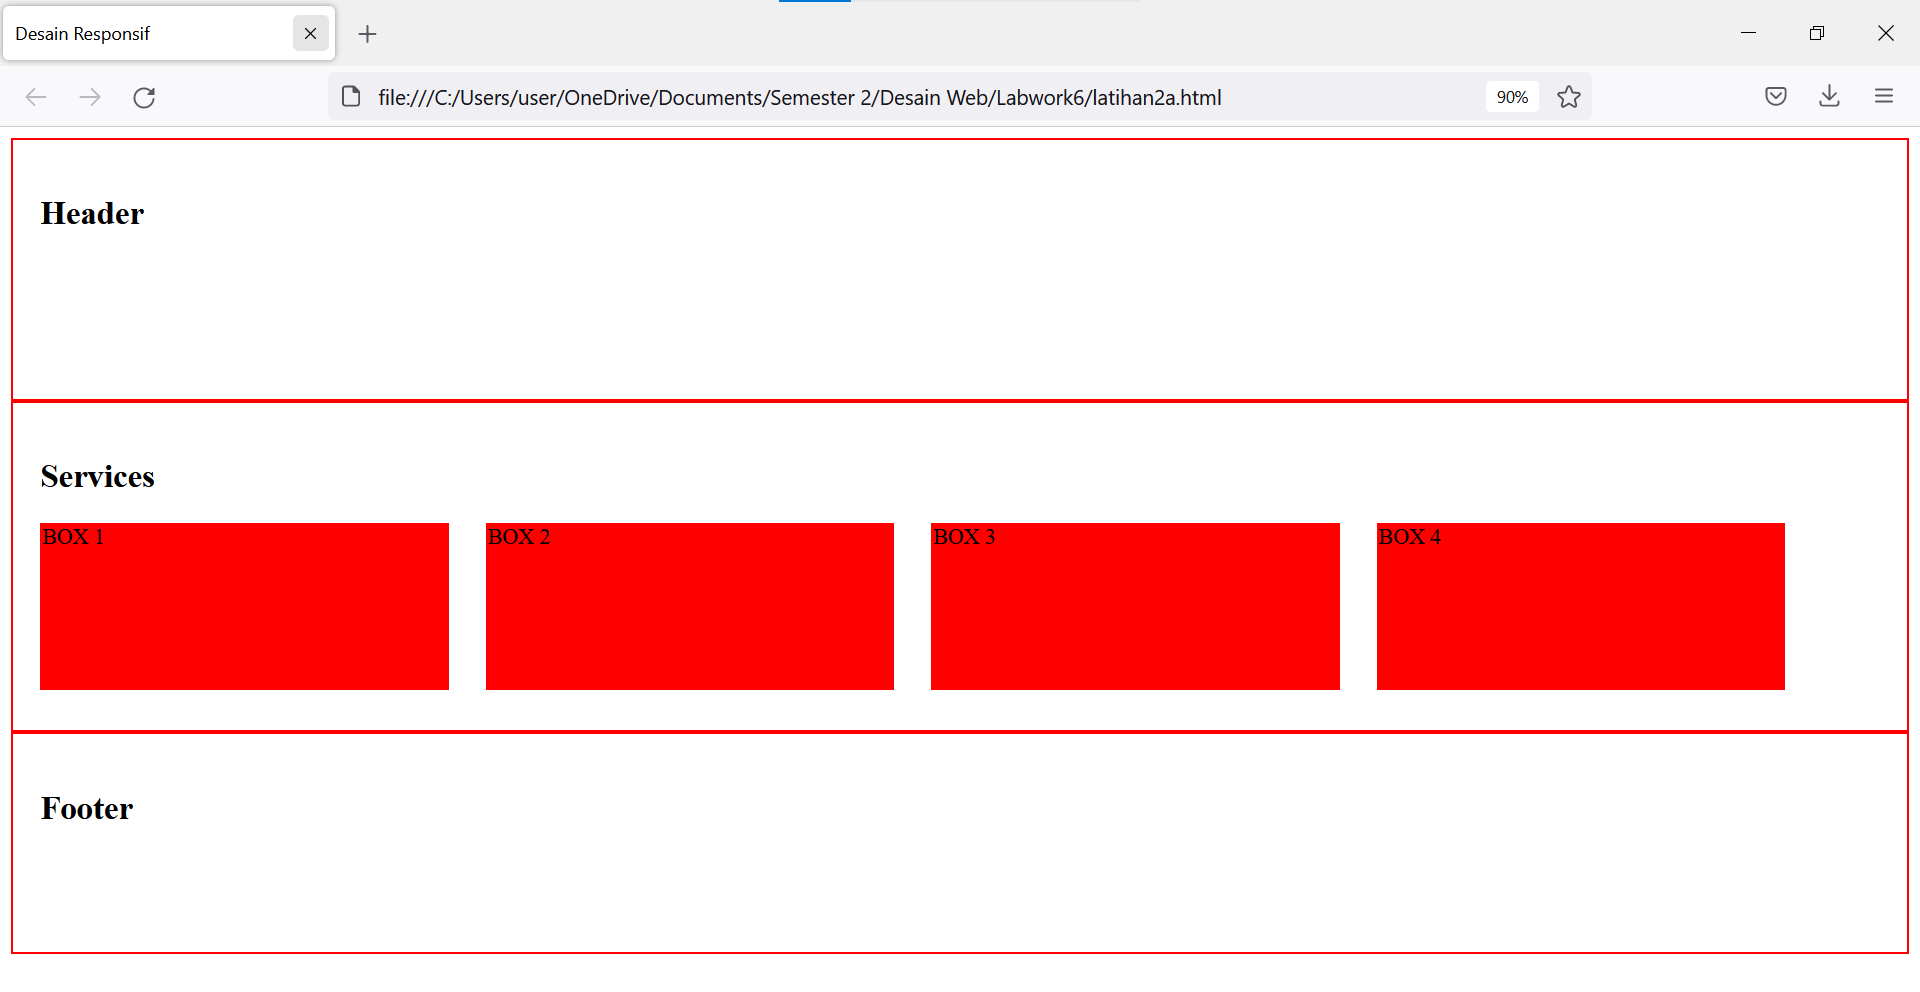 Desain Responsif
file:///C:/Users/user/OneDrive/Documents/Semester 2/Desain Web/Labwork6/latihan2a.html
90%
Header
Services
BOX 1
BOX 2
BOX 3
BOX 4
Footer